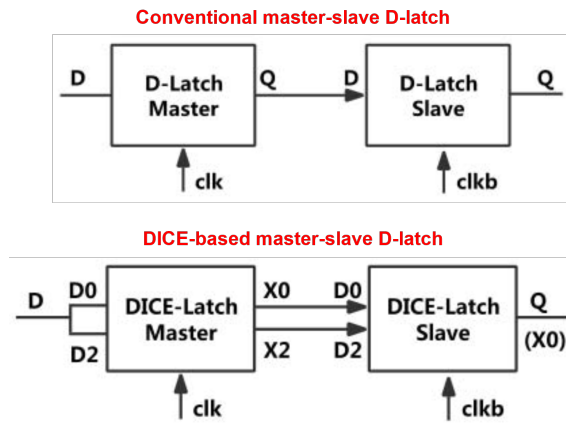 Conventional master-slave D-latch
D
D-Latch
Master
Q
D
D-Latch
Slave
Q
clk
clkb
DICE-based master-slave D-latch
D
D0
D2
DICE-Latch
Master
X0
X2
D0
D2
DICE-Latch
Slave
Q
(X0)
clk
clkb